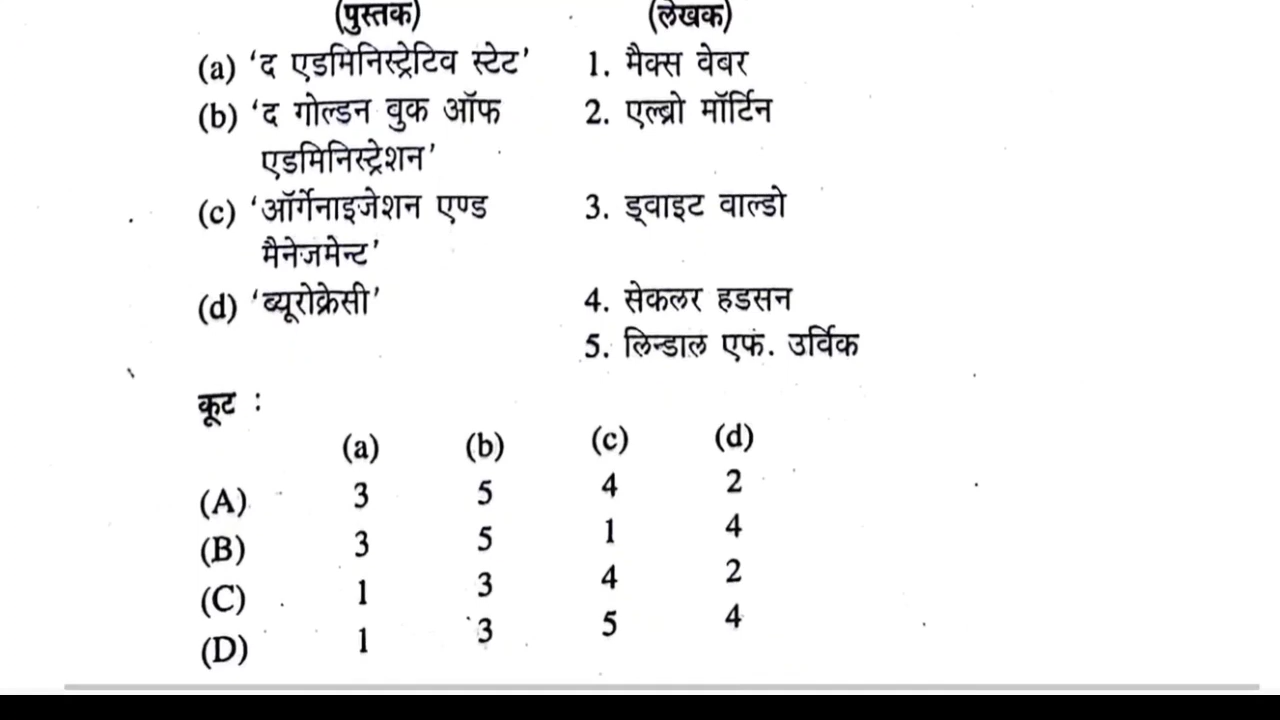 (पुस्तक) (लेखक)
(a) ‘द एडमिनिस्ट्रेटिव स्टेट’ 1. मैक्स वेबर
(b) ‘द गोल्डन बुक ऑफ 2. एल्ब्रो मॉर्टिन
एडमिनिस्ट्रेशन’
(c) ‘ऑर्गेनाइजेशन एण्ड 3. ड्वाइट वाल्डो
मैनेजमेन्ट’
(d) ‘ब्यूरोक्रेसी’ 4. सेकलर हडसन
5. लिन्डाल एफ. उर्विक
कूट :
(a) (b) (c) (d)
(A) 3 5 4 2
(B) 3 5 1 4
(C) 1 3 4 2
(D) 1 3 5 4